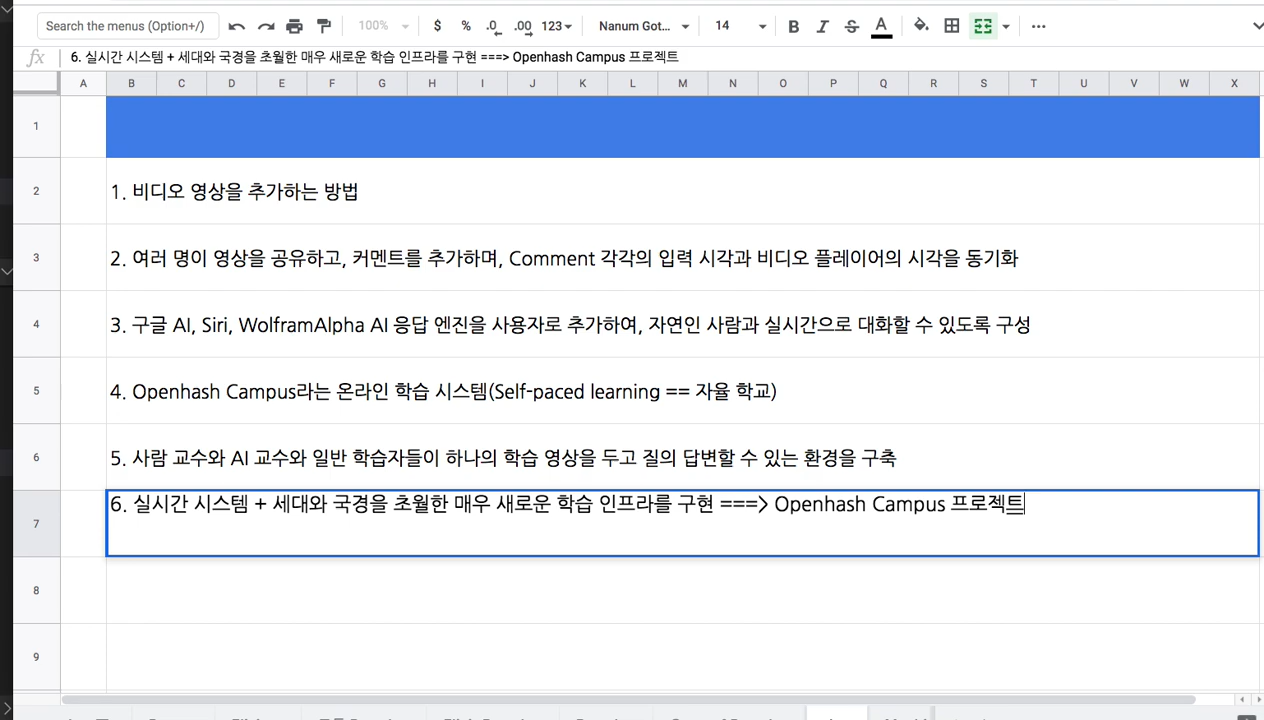 Search the menus (Option+/)
100%
$ % .0 .00 123
Nanum Got...
14
B I S A
fx
6. 실시간 시스템 + 세대와 국경을 초월한 매우 새로운 학습 인프라를 구현 ===> Openhash Campus 프로젝트
A B C D E F G H I J K L M N O P Q R S T U V W X
1
2 1. 비디오 영상을 추가하는 방법
3 2. 여러 명이 영상을 공유하고, 커멘트를 추가하며, Comment 각각의 입력 시각과 비디오 플레이어의 시각을 동기화
4 3. 구글 AI, Siri, WolframAlpha AI 응답 엔진을 사용자로 추가하여, 자연인 사람과 실시간으로 대화할 수 있도록 구성
5 4. Openhash Campus라는 온라인 학습 시스템(Self-paced learning == 자율 학교)
6 5. 사람 교수와 AI 교수와 일반 학습자들이 하나의 학습 영상을 두고 질의 답변할 수 있는 환경을 구축
7 6. 실시간 시스템 + 세대와 국경을 초월한 매우 새로운 학습 인프라를 구현 ===> Openhash Campus 프로젝트
8
9